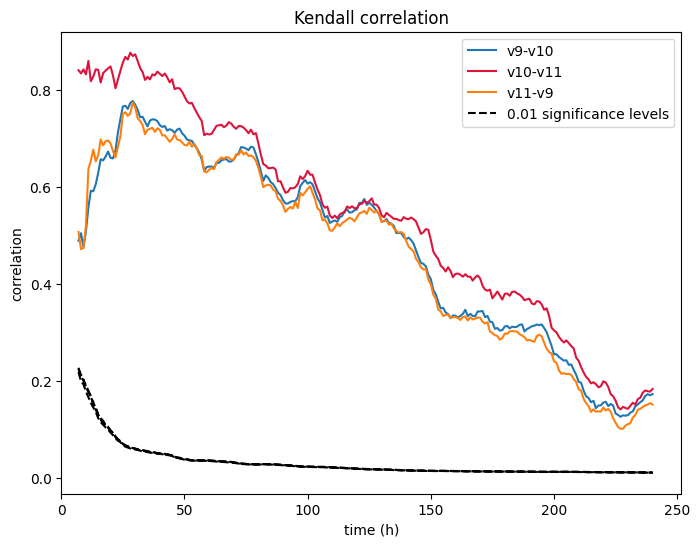 Kendall correlation
v9-v10
v10-v11
v11-v9
0.01 significance levels
correlation
0.8
0.6
0.4
0.2
0.0
0
50
100
150
200
250
time (h)